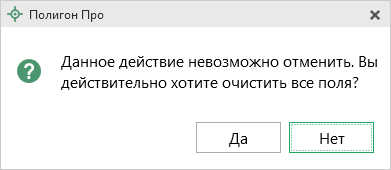 Полигон Про
Данное действие невозможно отменить. Вы
действительно хотите очистить все поля?
Да
Нет